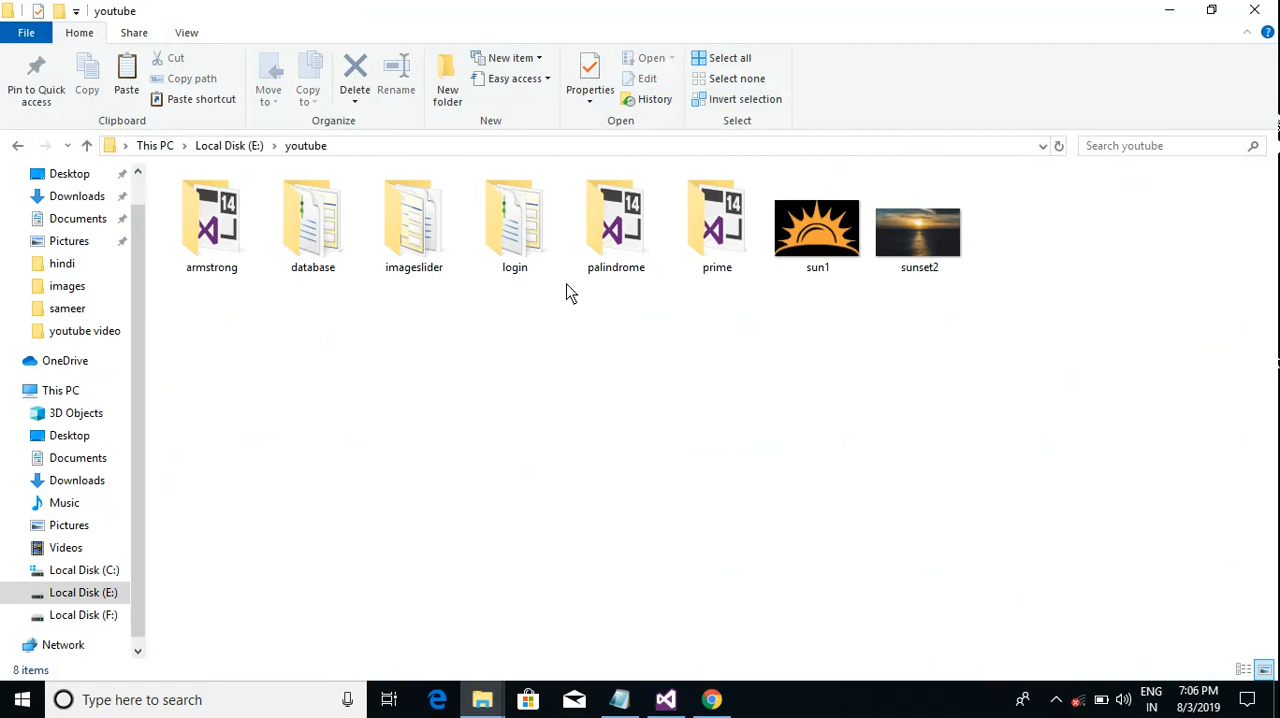 youtube
File Home Share View
Pin to Quick access
Copy
Paste
Cut
Copy path
Paste shortcut
Clipboard
Move to
Copy to
Delete
Rename
Organize
New folder
New item
Easy access
New
Properties
Open
Edit
History
Open
Select all
Select none
Invert selection
Select
This PC > Local Disk (E:) > youtube
Search youtube
Desktop
Downloads
Documents
Pictures
hindi
images
sameer
youtube video
OneDrive
This PC
3D Objects
Desktop
Documents
Downloads
Music
Pictures
Videos
Local Disk (C:)
Local Disk (E:)
Local Disk (F:)
Network
14 14 14
armstrong database imageslider login palindrome prime sun1 sunset2
8 items
Type here to search
ENG
IN
7:06 PM
8/3/2019